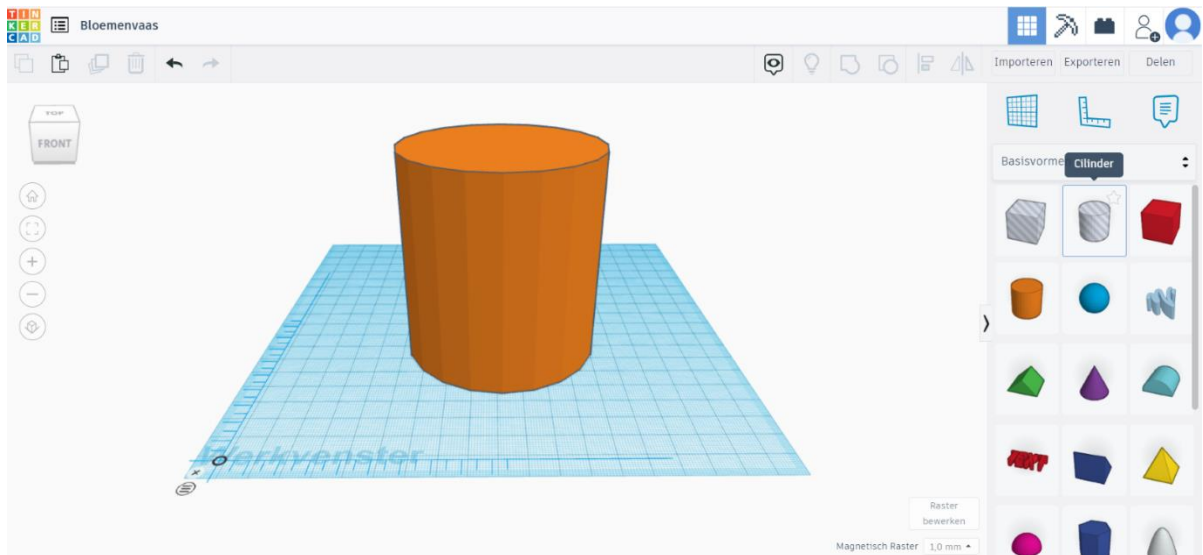 TIN
KER
CAD
Bloemenvaas
Importeren Exporteren Delen
TOP
FRONT
Basisvorme
Cilinder
TEXT
Werkvenster
Raster
bewerken
Magnetisch Raster 1,0 mm